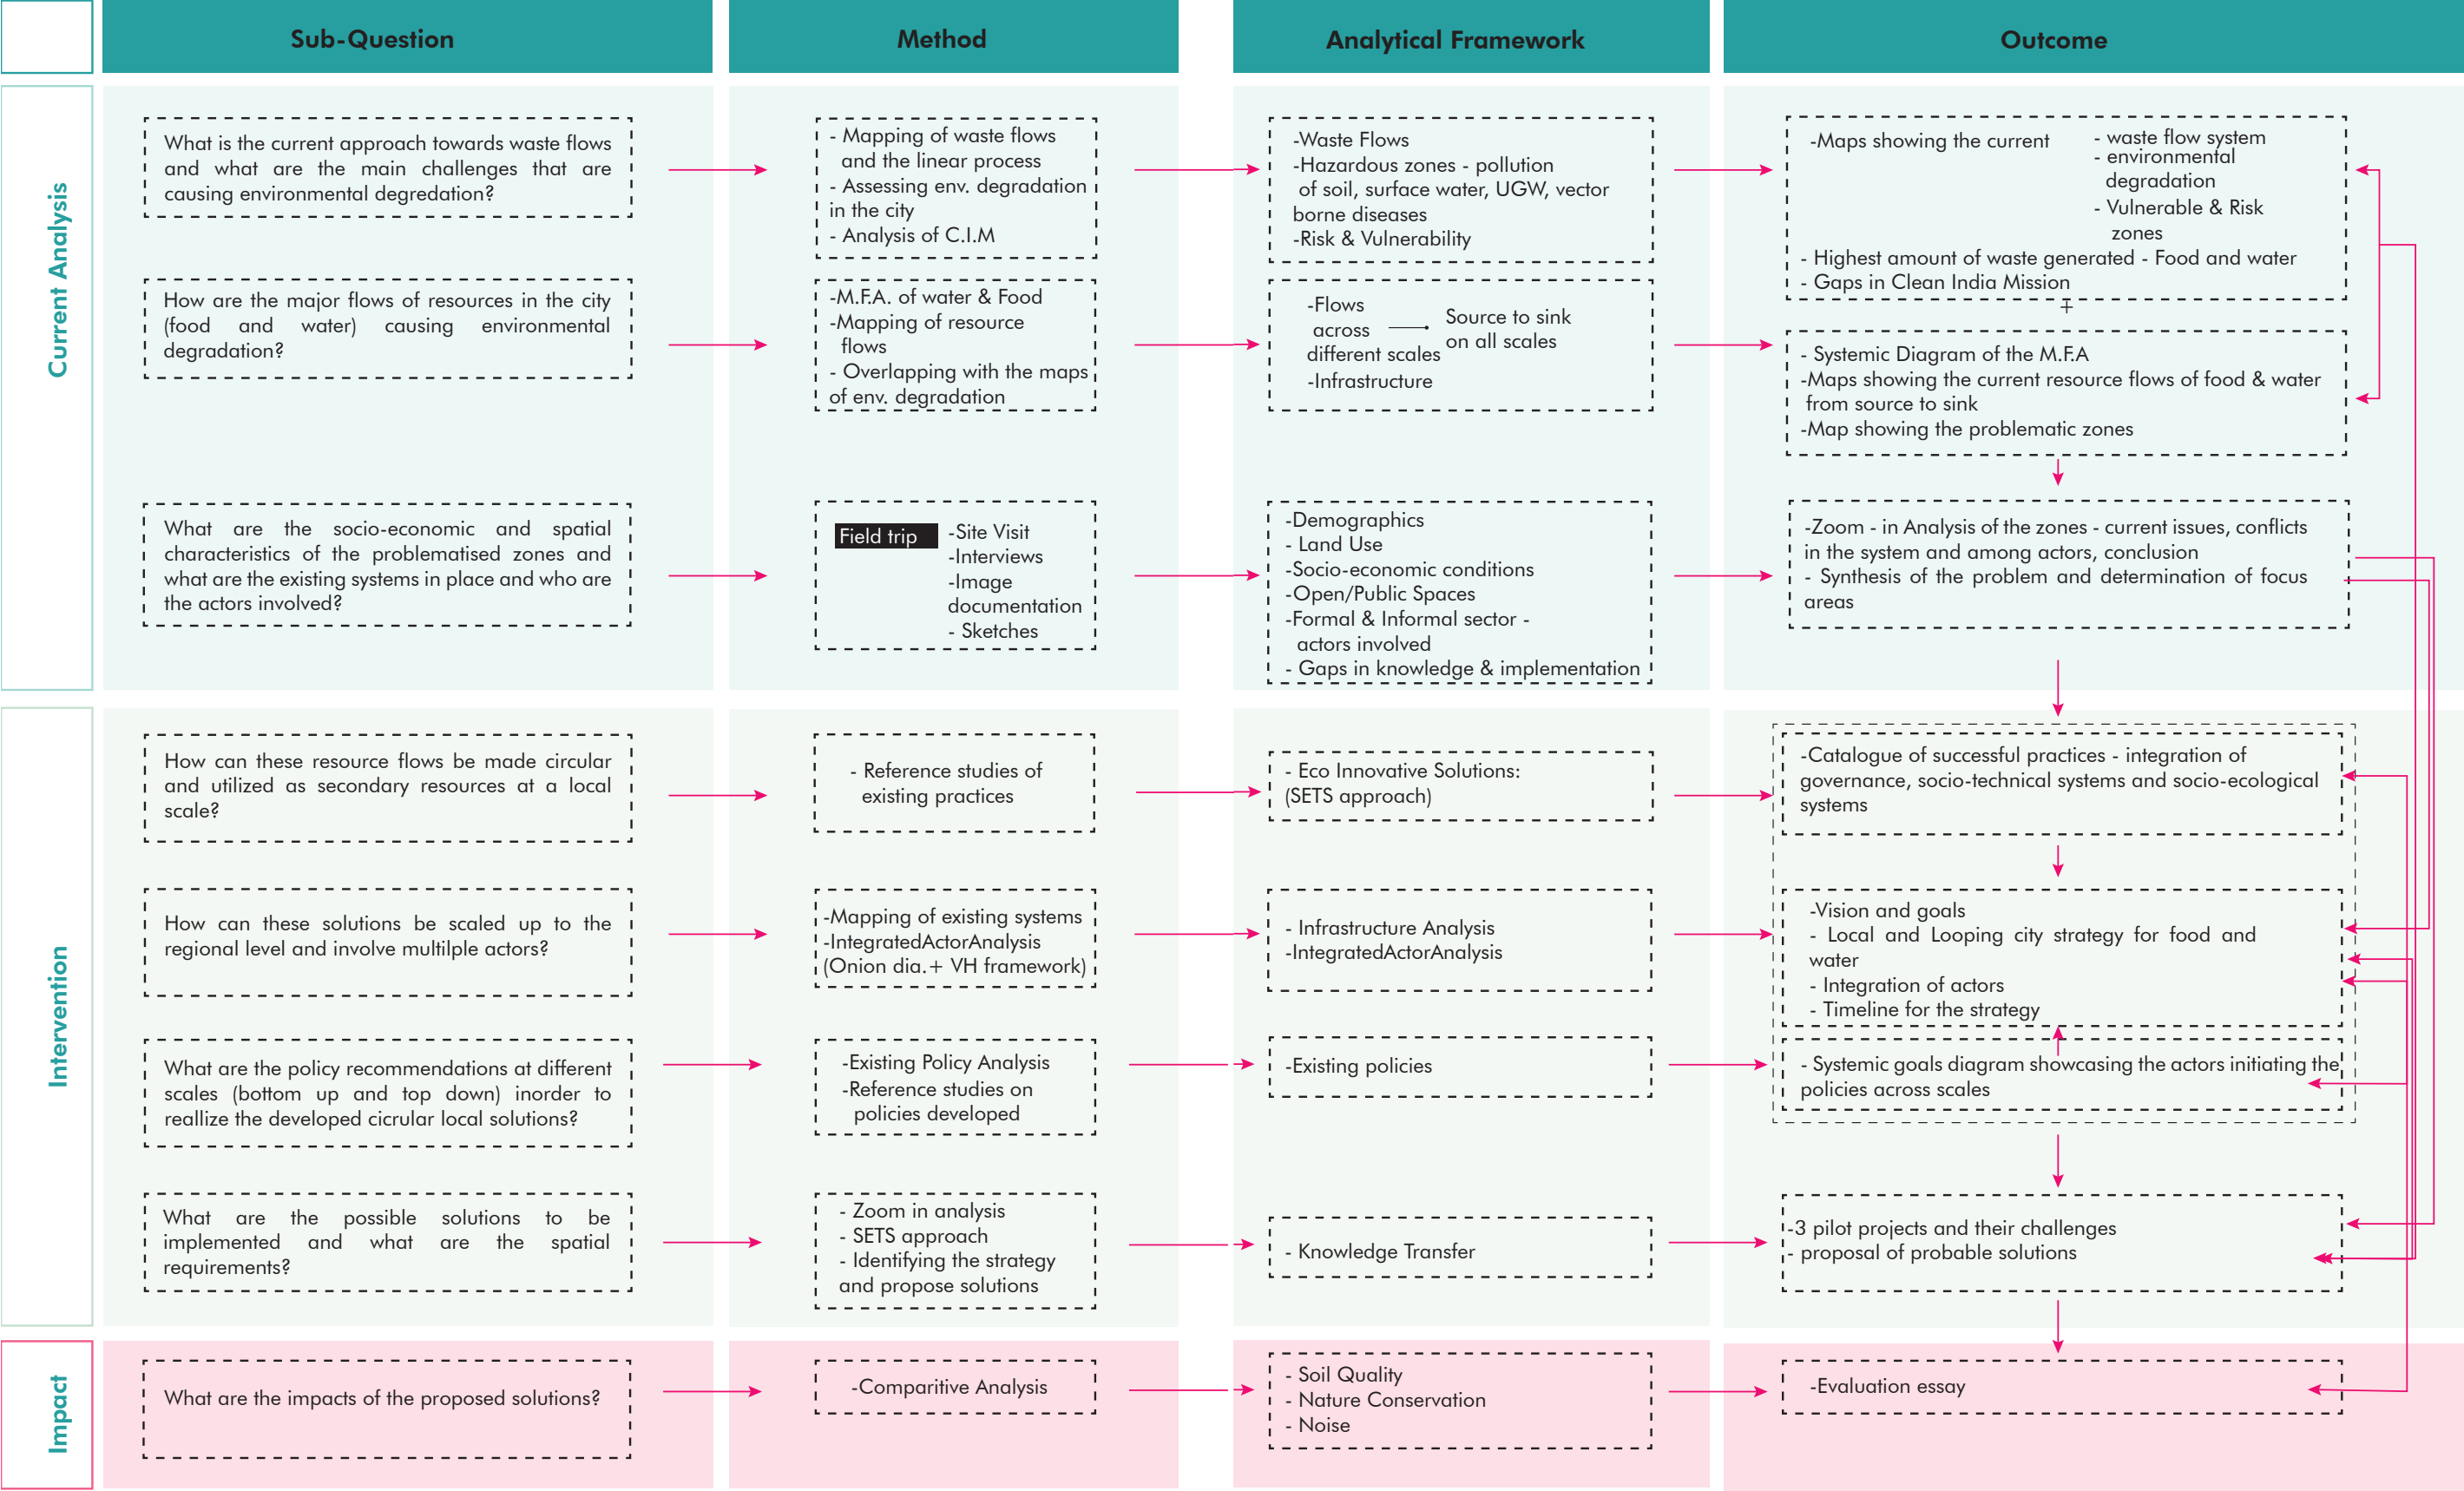 Sub-Question
Method
Analytical Framework
Outcome
Current Analysis
What is the current approach towards waste flows
and what are the main challenges that are
causing environmental degredation?
- Mapping of waste flows
and the linear process
- Assessing env. degradation
in the city
- Analysis of C.I.M
-Waste Flows
-Hazardous zones - pollution
of soil, surface water, UGW, vector
borne diseases
-Risk & Vulnerability
-Maps showing the current
- waste flow system
- environmental
degradation
- Vulnerable & Risk
zones
- Highest amount of waste generated - Food and water
- Gaps in Clean India Mission
+
How are the major flows of resources in the city
(food and water) causing environmental
degradation?
-M.F.A. of water & Food
-Mapping of resource
flows
- Overlapping with the maps
of env. degradation
-Flows
across
different scales
-Infrastructure
Source to sink
on all scales
- Systemic Diagram of the M.F.A
-Maps showing the current resource flows of food & water
from source to sink
-Map showing the problematic zones
What are the socio-economic and spatial
characteristics of the problematised zones and
what are the existing systems in place and who are
the actors involved?
Field trip
-Site Visit
-Interviews
-Image
documentation
- Sketches
-Demographics
- Land Use
-Socio-economic conditions
-Open/Public Spaces
-Formal & Informal sector -
actors involved
- Gaps in knowledge & implementation
-Zoom - in Analysis of the zones - current issues, conflicts
in the system and among actors, conclusion
- Synthesis of the problem and determination of focus
areas
Intervention
How can these resource flows be made circular
and utilized as secondary resources at a local
scale?
- Reference studies of
existing practices
- Eco Innovative Solutions:
(SETS approach)
-Catalogue of successful practices - integration of
governance, socio-technical systems and socio-ecological
systems
How can these solutions be scaled up to the
regional level and involve multilple actors?
-Mapping of existing systems
-IntegratedActorAnalysis
(Onion dia.+ VH framework)
- Infrastructure Analysis
-IntegratedActorAnalysis
-Vision and goals
- Local and Looping city strategy for food and
water
- Integration of actors
- Timeline for the strategy
What are the policy recommendations at different
scales (bottom up and top down) inorder to
reallize the developed cicrular local solutions?
-Existing Policy Analysis
-Reference studies on
policies developed
-Existing policies
- Systemic goals diagram showcasing the actors initiating the
policies across scales
What are the possible solutions to be
implemented and what are the spatial
requirements?
- Zoom in analysis
- SETS approach
- Identifying the strategy
and propose solutions
- Knowledge Transfer
-3 pilot projects and their challenges
- proposal of probable solutions
Impact
What are the impacts of the proposed solutions?
-Comparitive Analysis
- Soil Quality
- Nature Conservation
- Noise
-Evaluation essay